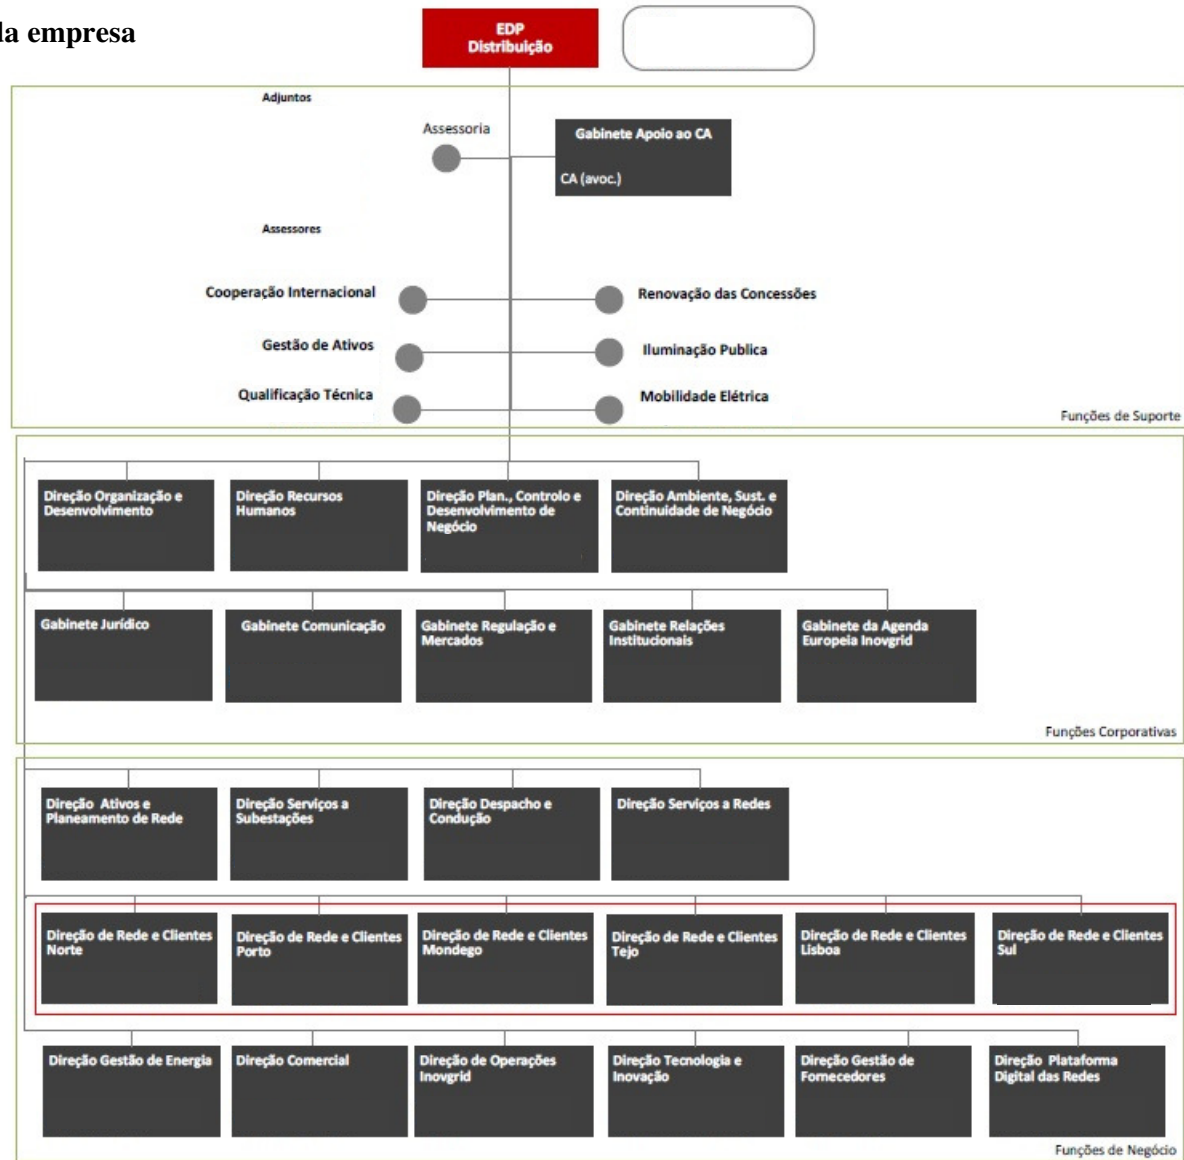 la empresa
EDP
Distribuição
Adjuntos
Assessoria
Gabinete Apoio ao CA
CA (avoc.)
Assessores
Cooperação Internacional
Renovação das Concessões
Gestão de Ativos
Iluminação Publica
Qualificação Técnica
Mobilidade Elétrica
Funções de Suporte
Direção Organização e
Desenvolvimento
Direção Recursos
Humanos
Direção Plan., Controlo e
Desenvolvimento de
Negócio
Direção Ambiente, Sust. e
Continuidade de Negócio
Gabinete Jurídico
Gabinete Comunicação
Gabinete Regulação e
Mercados
Gabinete Relações
Institucionais
Gabinete da Agenda
Europeia Inovgrid
Funções Corporativas
Direção Ativos e
Planeamento de Rede
Direção Serviços a
Subestações
Direção Despacho e
Condução
Direção Serviços a Redes
Direção de Rede e Clientes
Norte
Direção de Rede e Clientes
Porto
Direção de Rede e Clientes
Mondego
Direção de Rede e Clientes
Tejo
Direção de Rede e Clientes
Lisboa
Direção de Rede e Clientes
Sul
Direção Gestão de Energia
Direção Comercial
Direção de Operações
Inovgrid
Direção Tecnologia e
Inovação
Direção Gestão de
Fornecedores
Direção Plataforma
Digital das Redes
Funções de Negócio